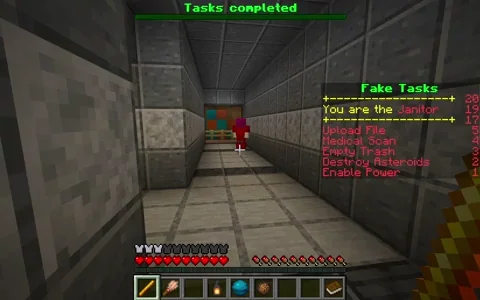 Tasks completed
Fake Tasks
+------------------+ 20
You are the Janitor 19
+------------------+ 17
Upload File 5
Medical Scan 4
Empty Trash 3
Destroy Asteroids 2
Enable Power 1